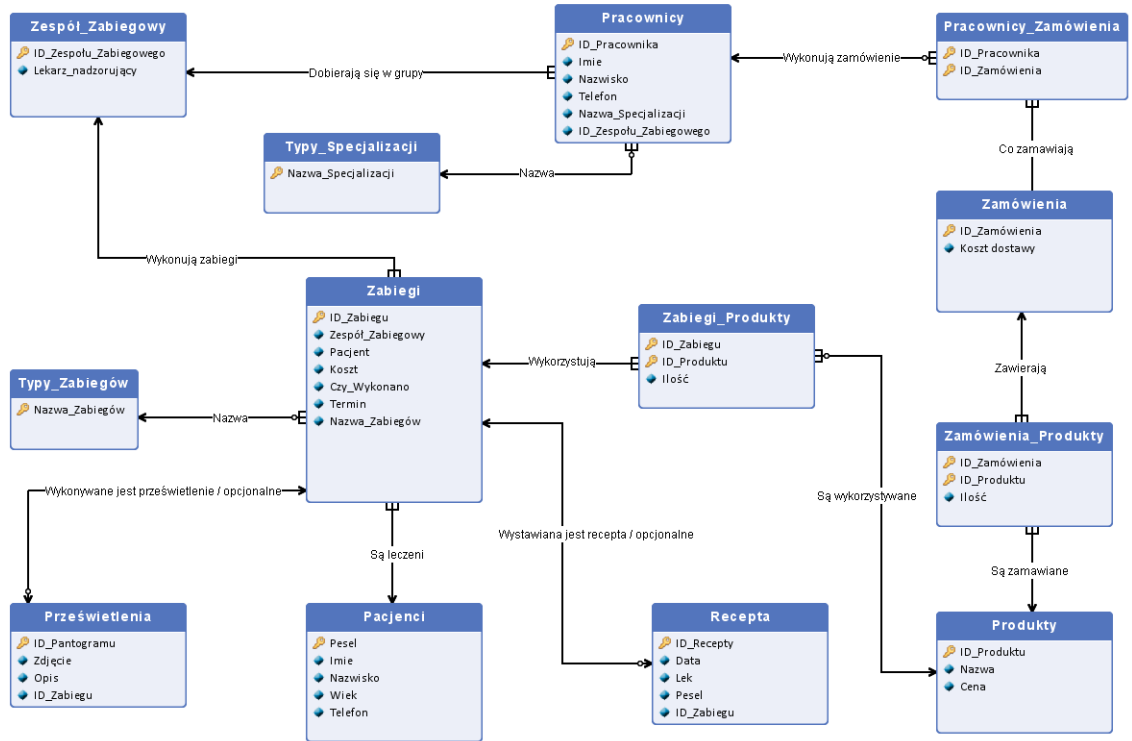 Zespół_Zabiegowy
ID_Zespołu_Zabiegowego
Lekarz_nadzorujący
Dobierają się w grupy
Pracownicy
ID_Pracownika
Imie
Nazwisko
Telefon
Nazwa_Specjalizacji
ID_Zespołu_Zabiegowego
Wykonują zamówienie
Pracownicy_Zamówienia
ID_Pracownika
ID_Zamówienia
Typy_Specjalizacji
Nazwa_Specjalizacji
Nazwa
Co zamawiają
Zamówienia
ID_Zamówienia
Koszt dostawy
Wykonują zabiegi
Zabiegi
ID_Zabiegu
Zespół_Zabiegowy
Pacjent
Koszt
Czy_Wykonano
Termin
Nazwa_Zabiegów
Wykorzystują
Zabiegi_Produkty
ID_Zabiegu
ID_Produktu
Ilość
Zawierają
Typy_Zabiegów
Nazwa_Zabiegów
Nazwa
Zamówienia_Produkty
ID_Zamówienia
ID_Produktu
Ilość
Wykonywane jest prześwietlenie / opcjonalne
Są wykorzystywane
Wystawiana jest recepta / opcjonalne
Są leczeni
Są zamawiane
Prześwietlenia
ID_Pantogramu
Zdjęcie
Opis
ID_Zabiegu
Pacjenci
Pesel
Imie
Nazwisko
Wiek
Telefon
Recepta
ID_Recepty
Data
Lek
Pesel
ID_Zabiegu
Produkty
ID_Produktu
Nazwa
Cena